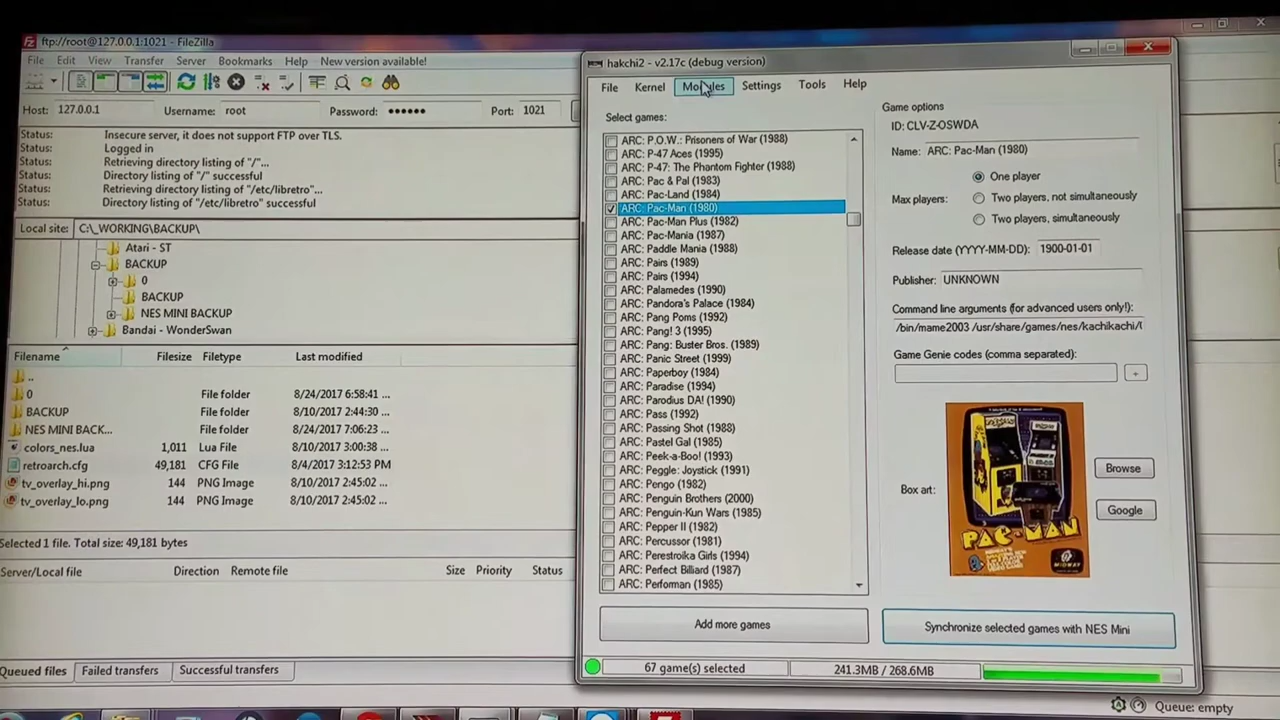 ftp://root@127.0.0.1:1021 - FileZilla
File Edit View Transfer Server Bookmarks Help New version available!
Host: 127.0.0.1 Username: root Password: •••••• Port: 1021
Status: Insecure server, it does not support FTP over TLS.
Status: Logged in
Status: Retrieving directory listing of "/"...
Status: Directory listing of "/" successful
Status: Retrieving directory listing of "/etc/libretro"...
Status: Directory listing of "/etc/libretro" successful
Local site: C:\_WORKING\BACKUP\
Atari - ST
BACKUP
0
BACKUP
NES MINI BACKUP
Bandai - WonderSwan
Filename Filesize Filetype Last modified
..
0 File folder 8/24/2017 6:58:41 ...
BACKUP File folder 8/10/2017 2:44:30 ...
NES MINI BACK... File folder 8/24/2017 7:06:23 ...
colors_nes.lua 1,011 Lua File 8/10/2017 3:00:38 ...
retroarch.cfg 49,181 CFG File 8/4/2017 3:12:53 PM
tv_overlay_hi.png 144 PNG Image 8/10/2017 2:45:02 ...
tv_overlay_lo.png 144 PNG Image 8/10/2017 2:45:02 ...
Selected 1 file. Total size: 49,181 bytes
Server/Local file Direction Remote file Size Priority Status
Queued files Failed transfers Successful transfers
Queue: empty
hakchi2 - v2.17c (debug version)
File Kernel Modules Settings Tools Help
Select games:
ARC: P.O.W.: Prisoners of War (1988)
ARC: P-47 Aces (1995)
ARC: P-47: The Phantom Fighter (1988)
ARC: Pac & Pal (1983)
ARC: Pac-Land (1984)
ARC: Pac-Man (1980)
ARC: Pac-Man Plus (1982)
ARC: Pac-Mania (1987)
ARC: Paddle Mania (1988)
ARC: Pairs (1989)
ARC: Pairs (1994)
ARC: Palamedes (1990)
ARC: Pandora's Palace (1984)
ARC: Pang Poms (1992)
ARC: Pang! 3 (1995)
ARC: Pang: Buster Bros. (1989)
ARC: Panic Street (1999)
ARC: Paperboy (1984)
ARC: Paradise (1994)
ARC: Parodius DA! (1990)
ARC: Pass (1992)
ARC: Passing Shot (1988)
ARC: Pastel Gal (1985)
ARC: Peek-a-Boo! (1993)
ARC: Peggle: Joystick (1991)
ARC: Pengo (1982)
ARC: Penguin Brothers (2000)
ARC: Penguin-Kun Wars (1985)
ARC: Pepper II (1982)
ARC: Percussor (1981)
ARC: Perestroika Girls (1994)
ARC: Perfect Billiard (1987)
ARC: Performan (1985)
Add more games
67 game(s) selected 241.3MB / 268.6MB
Game options
ID: CLV-Z-OSWDA
Name: ARC: Pac-Man (1980)
Max players:
One player
Two players, not simultaneously
Two players, simultaneously
Release date (YYYY-MM-DD): 1900-01-01
Publisher: UNKNOWN
Command line arguments (for advanced users only!):
/bin/mame2003 /usr/share/games/nes/kachikachi/
Game Genie codes (comma separated):
+
Box art:
PAC-MAN
MIDWAY
Browse
Google
Synchronize selected games with NES Mini